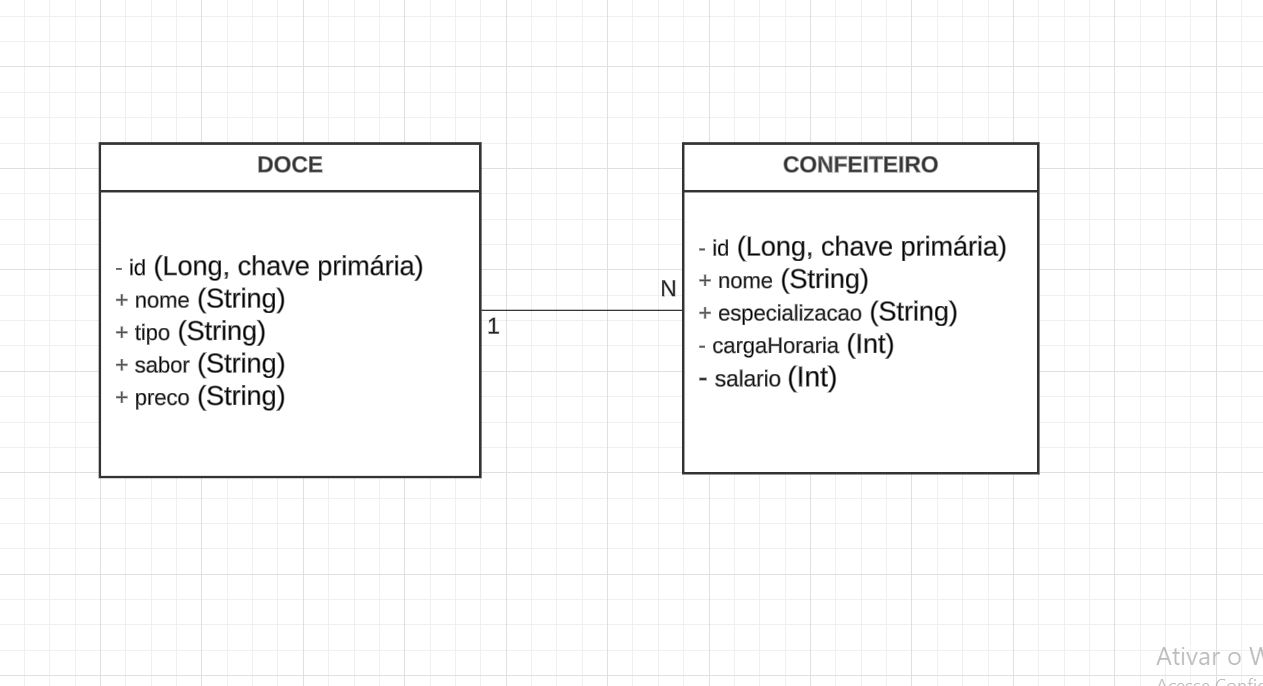 DOCE
- id (Long, chave primária)
+ nome (String)
+ tipo (String)
+ sabor (String)
+ preco (String)
1
N
CONFEITEIRO
- id (Long, chave primária)
+ nome (String)
+ especializacao (String)
- cargaHoraria (Int)
- salario (Int)
Ativar o